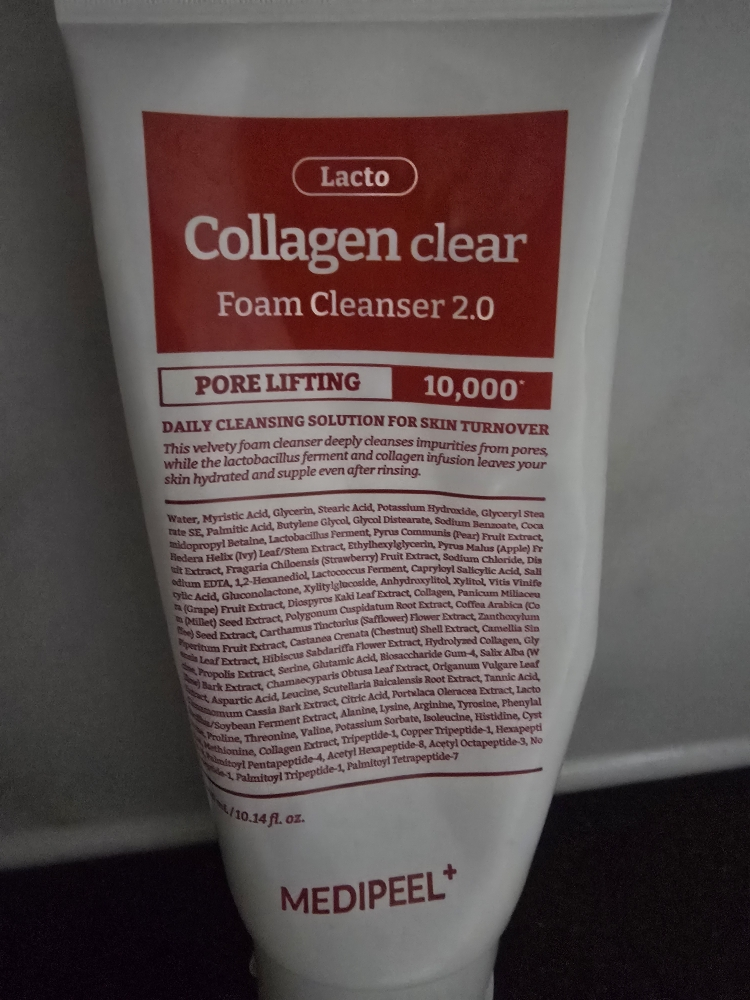 Lacto
Collagen clear
Foam Cleanser 2.0
PORE LIFTING 10,000*
DAILY CLEANSING SOLUTION FOR SKIN TURNOVER
This velvety foam cleanser deeply cleanses impurities from pores,
while the lactobacillus ferment and collagen infusion leaves your
skin hydrated and supple even after rinsing.
Water, Myristic Acid, Glycerin, Stearic Acid, Potassium Hydroxide, Glyceryl Stea
rate SE, Palmitic Acid, Butylene Glycol, Glycol Distearate, Sodium Benzoate, Coca
midopropyl Betaine, Lactobacillus Ferment, Pyrus Communis (Pear) Fruit Extract,
Hedera Helix (Ivy) Leaf/Stem Extract, Ethylhexylglycerin, Pyrus Malus (Apple) Fr
uit Extract, Fragaria Chiloensis (Strawberry) Fruit Extract, Sodium Chloride, Dis
odium EDTA, 1,2-Hexanediol, Lactococcus Ferment, Capryloyl Salicylic Acid, Sali
cylic Acid, Gluconolactone, Xylitylglucoside, Anhydroxylitol, Xylitol, Vitis Vinife
ra (Grape) Fruit Extract, Diospyros Kaki Leaf Extract, Collagen, Panicum Miliaceu
m (Millet) Seed Extract, Polygonum Cuspidatum Root Extract, Coffea Arabica (Co
ffee) Seed Extract, Carthamus Tinctorius (Safflower) Flower Extract, Zanthoxylum
Piperitum Fruit Extract, Castanea Crenata (Chestnut) Shell Extract, Camellia Sin
ensis Leaf Extract, Hibiscus Sabdariffa Flower Extract, Hydrolyzed Collagen, Gly
Propolis Extract, Serine, Glutamic Acid, Biosaccharide Gum-4, Salix Alba (W
Bark Extract, Chamaecyparis Obtusa Leaf Extract, Origanum Vulgare Leaf
Aspartic Acid, Leucine, Scutellaria Baicalensis Root Extract, Tannic Acid,
Cassia Bark Extract, Citric Acid, Portulaca Oleracea Extract, Lacto
/Soybean Ferment Extract, Alanine, Lysine, Arginine, Tyrosine, Phenylal
Proline, Threonine, Valine, Potassium Sorbate, Isoleucine, Histidine, Cyst
Methionine, Collagen Extract, Tripeptide-1, Copper Tripeptide-1, Hexapepti
Palmitoyl Pentapeptide-4, Acetyl Hexapeptide-8, Acetyl Octapeptide-3, No
-1, Palmitoyl Tripeptide-1, Palmitoyl Tetrapeptide-7
/ 10.14 fl. oz.
MEDIPEEL+